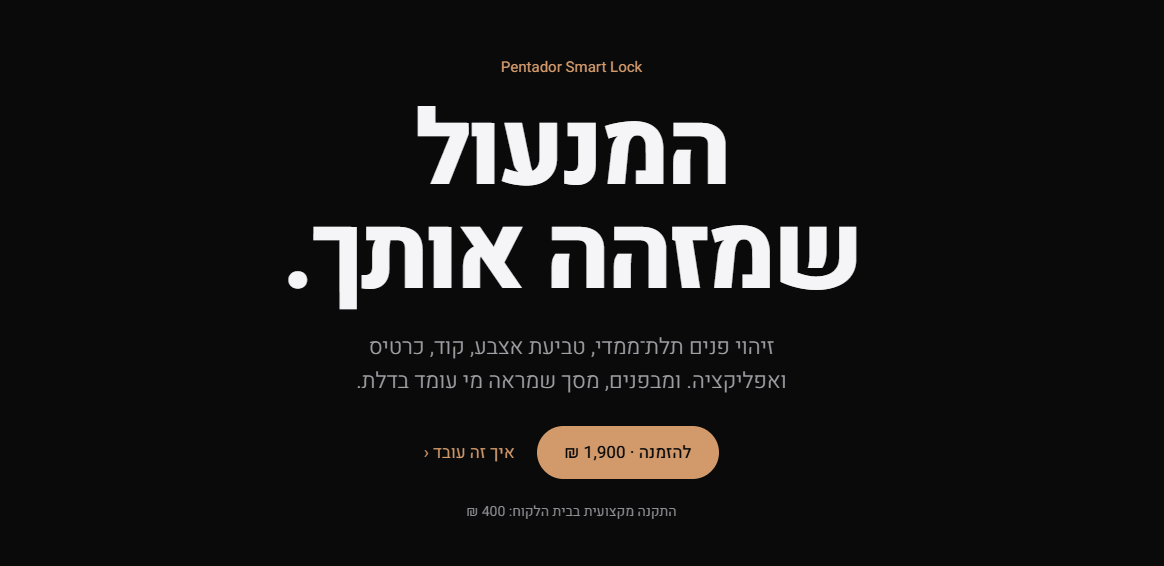 Pentador Smart Lock
המנעול
שמזהה אותך.
זיהוי פנים תלת־ממדי, טביעת אצבע, קוד, כרטיס
ואפליקציה. ומבפנים, מסך שמראה מי עומד בדלת.
להזמנה · 1,900 ₪
איך זה עובד ‹
התקנה מקצועית בבית הלקוח: 400 ₪